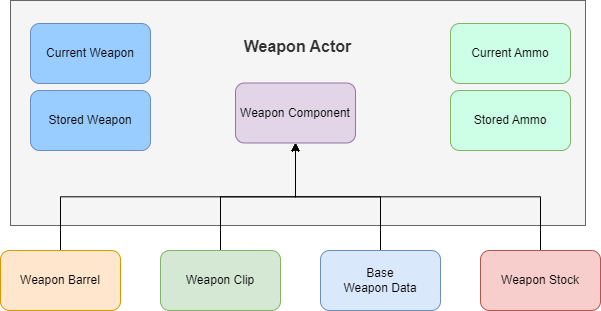 Weapon Actor
Current Weapon
Stored Weapon
Weapon Component
Current Ammo
Stored Ammo
Weapon Barrel
Weapon Clip
Base
Weapon Data
Weapon Stock